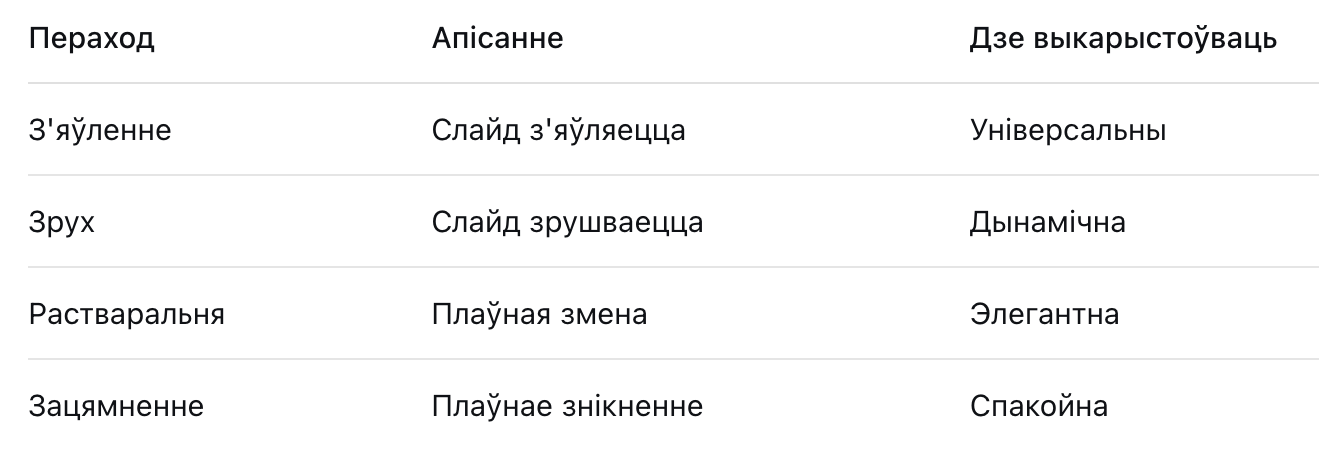 Пераход Апісанне Дзе выкарыстоўваць
З'яўленне Слайд з'яўляецца Універсальны
Зрух Слайд зрушваецца Дынамічна
Растваральня Плаўная змена Элегантна
Зацямненне Плаўнае знікненне Спакойна